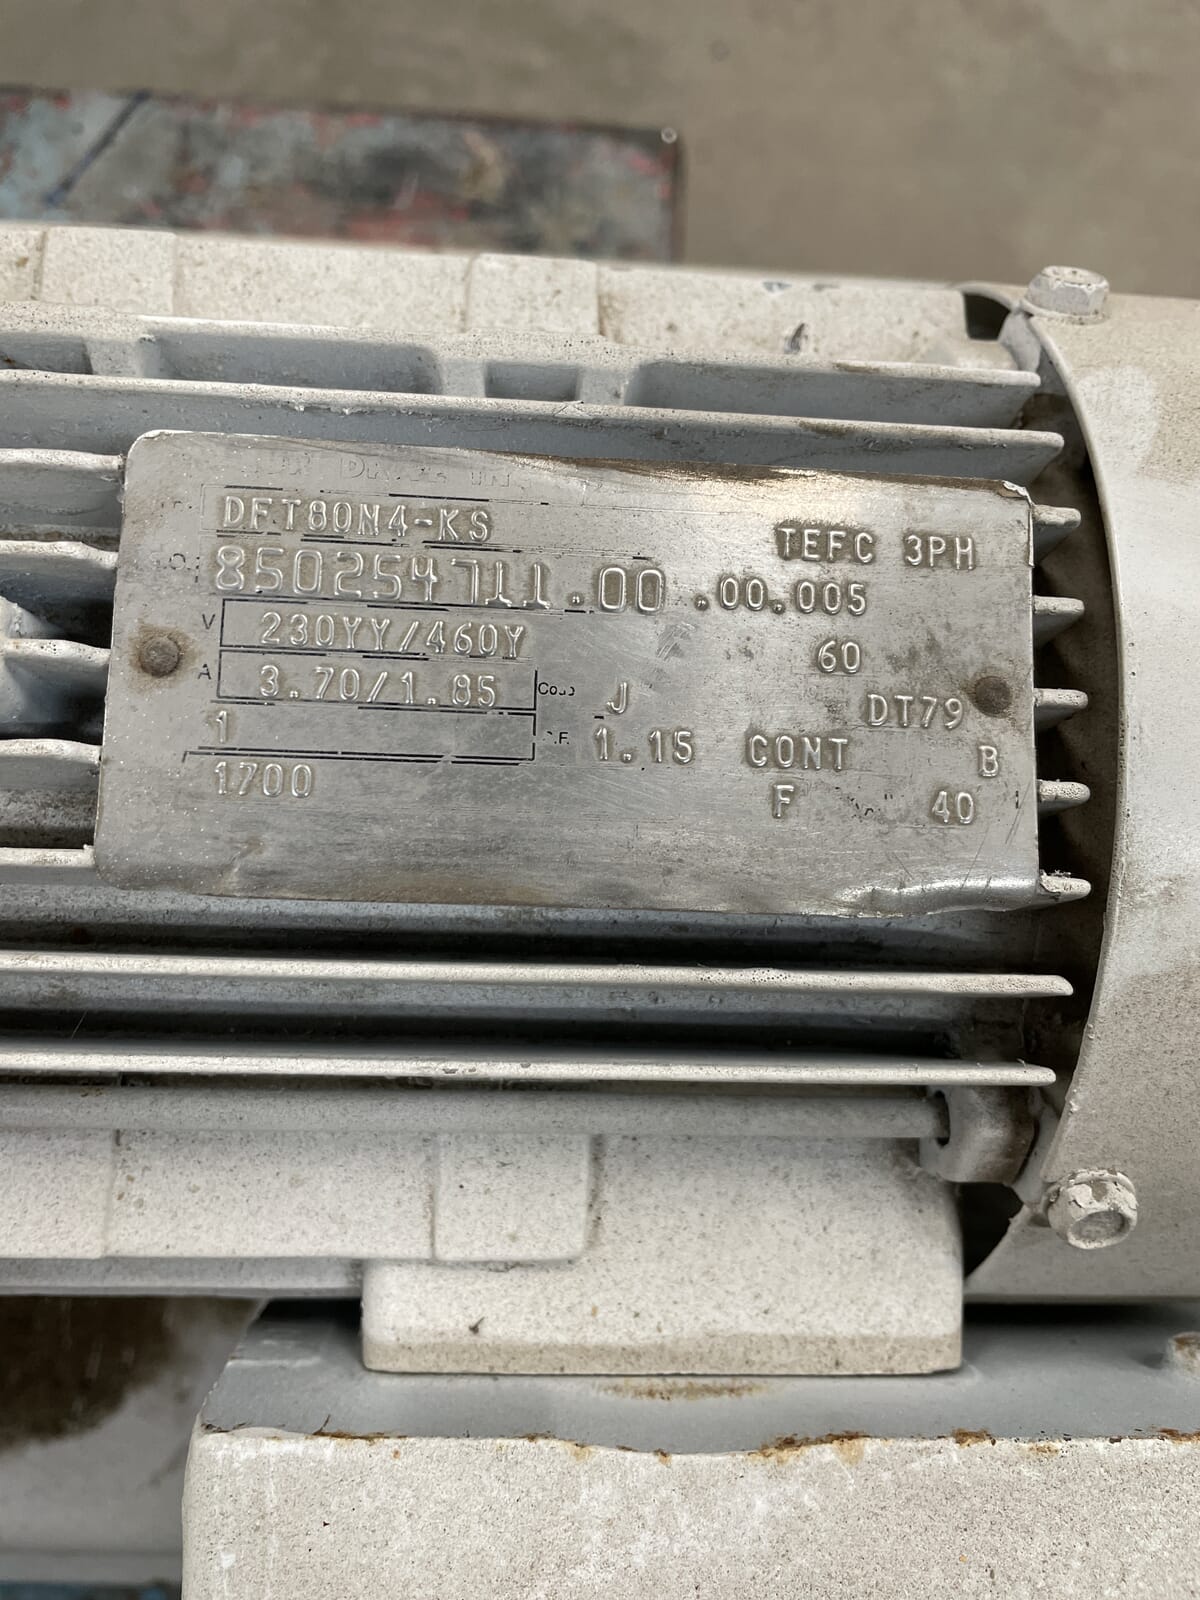 DFT80N4-KS
TEFC 3PH
850254711.00.00.005
V 230YY/460Y 60
A 3.70/1.85 J DT79
1 1.15 CONT B
1700 F 40